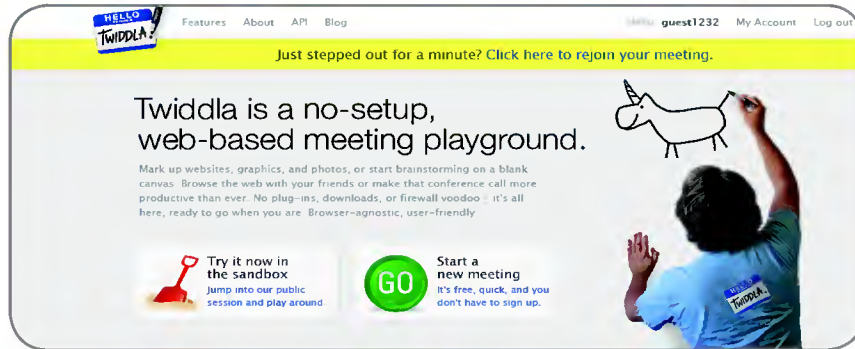 HELLO
TWIDDLA!
Features About API Blog
guest1232 My Account Log out
Just stepped out for a minute? Click here to rejoin your meeting.
Twiddla is a no-setup,
web-based meeting playground.
Mark up websites, graphics, and photos, or start brainstorming on a blank
canvas. Browse the web with your friends or make that conference call more
productive than ever. No plug-ins, downloads, or firewall voodoo it's all
here, ready to go when you are. Browser-agnostic, user-friendly
Try it now in
the sandbox
Jump into our public
session and play around.
GO
Start a
new meeting
It's free, quick, and you
don't have to sign up.
HELLO
TWIDDLA!